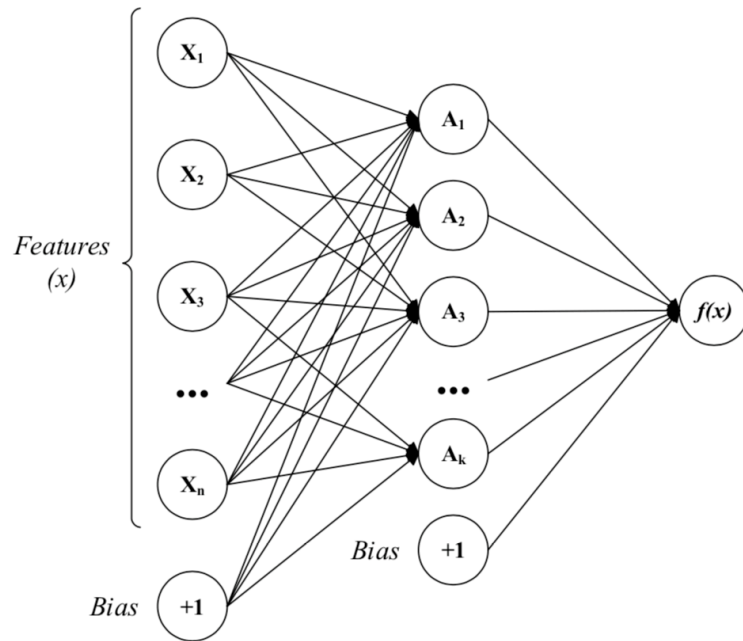 X₁
X₂
X₃
...
Xₙ
Features
(x)
Bias
+1
A₁
A₂
A₃
...
Aₖ
Bias
+1
f(x)